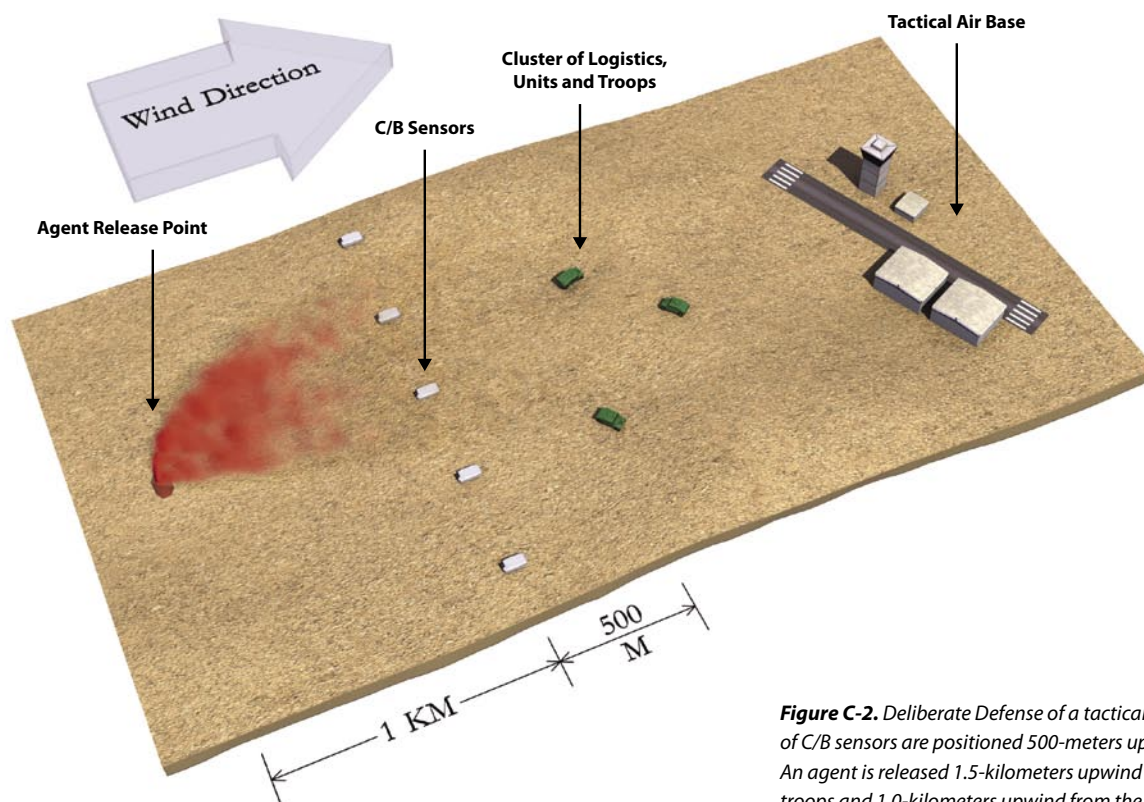 Tactical Air Base
Cluster of Logistics,
Units and Troops
Wind Direction
C/B Sensors
Agent Release Point
500
M
1 KM
Figure C-2. Deliberate Defense of a tactical
of C/B sensors are positioned 500-meters up
An agent is released 1.5-kilometers upwind
troops and 1.0-kilometers upwind from the